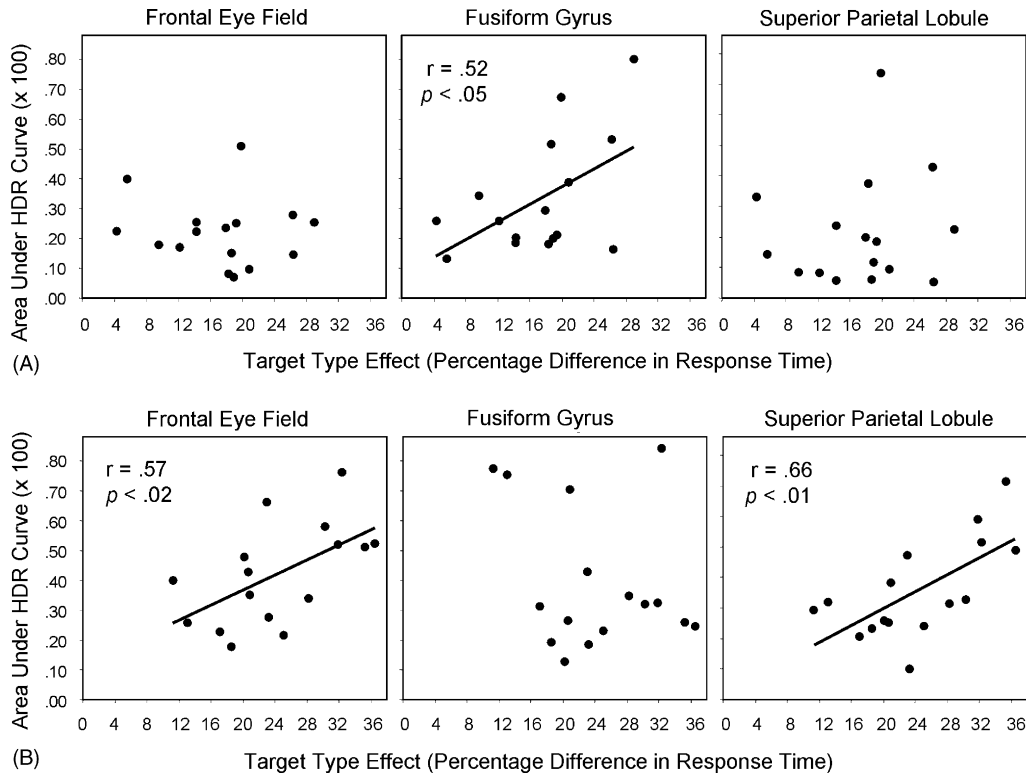 Frontal Eye Field
Fusiform Gyrus
Superior Parietal Lobule
Area Under HDR Curve (x 100)
.80
.70
.60
.50
.40
.30
.20
.10
.00
r = .52
p < .05
0 4 8 12 16 20 24 28 32 36
0 4 8 12 16 20 24 28 32 36
0 4 8 12 16 20 24 28 32 36
(A)
Target Type Effect (Percentage Difference in Response Time)
Frontal Eye Field
Fusiform Gyrus
Superior Parietal Lobule
Area Under HDR Curve (x 100)
.80
.70
.60
.50
.40
.30
.20
.10
.00
r = .57
p < .02
r = .66
p < .01
0 4 8 12 16 20 24 28 32 36
0 4 8 12 16 20 24 28 32 36
0 4 8 12 16 20 24 28 32 36
(B)
Target Type Effect (Percentage Difference in Response Time)